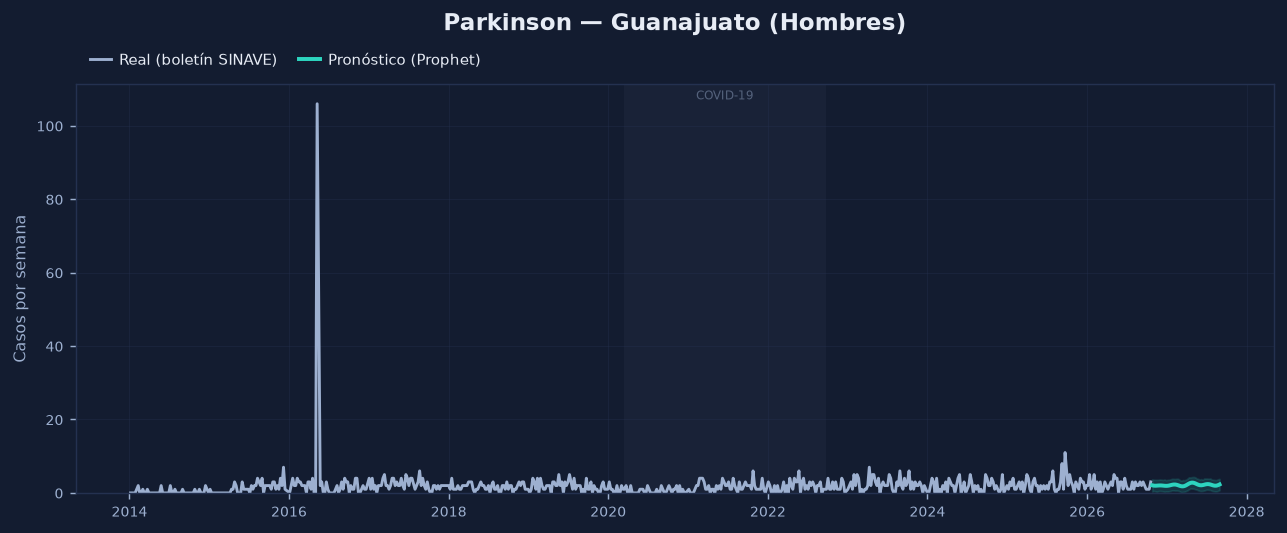 Parkinson — Guanajuato (Hombres)
Real (boletín SINAVE)
Pronóstico (Prophet)
COVID-19
Casos por semana
100
80
60
40
20
0
2014
2016
2018
2020
2022
2024
2026
2028